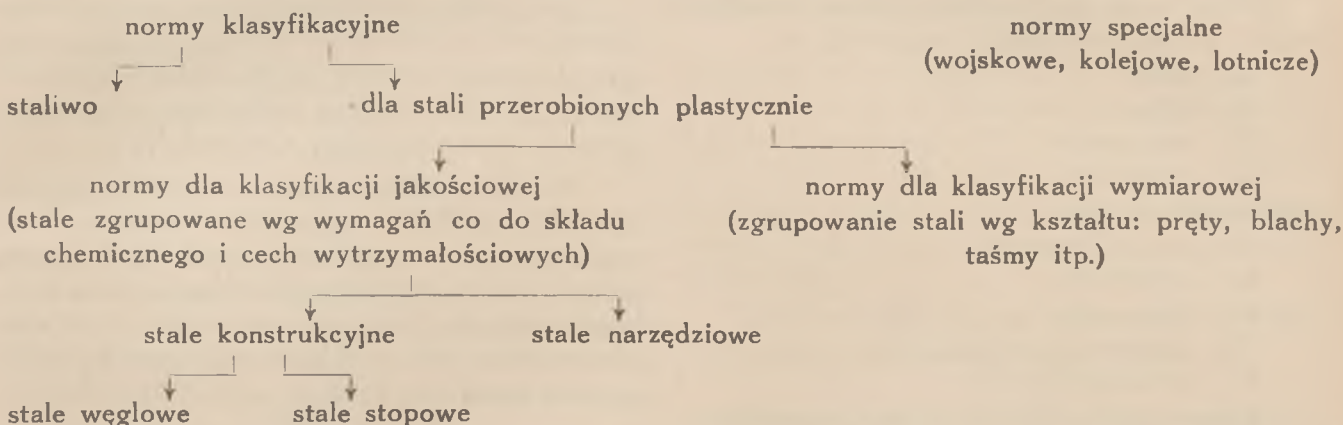 normy klasyfikacyjne
normy specjalne
(wojskowe, kolejowe, lotnicze)
staliwo
dla stali przerobionych plastycznie
normy dla klasyfikacji jakościowej
(stale zgrupowane wg wymagań co do składu
chemicznego i cech wytrzymałościowych)
normy dla klasyfikacji wymiarowej
(zgrupowanie stali wg kształtu: pręty, blachy,
taśmy itp.)
stale konstrukcyjne
stale narzędziowe
stale węglowe
stale stopowe